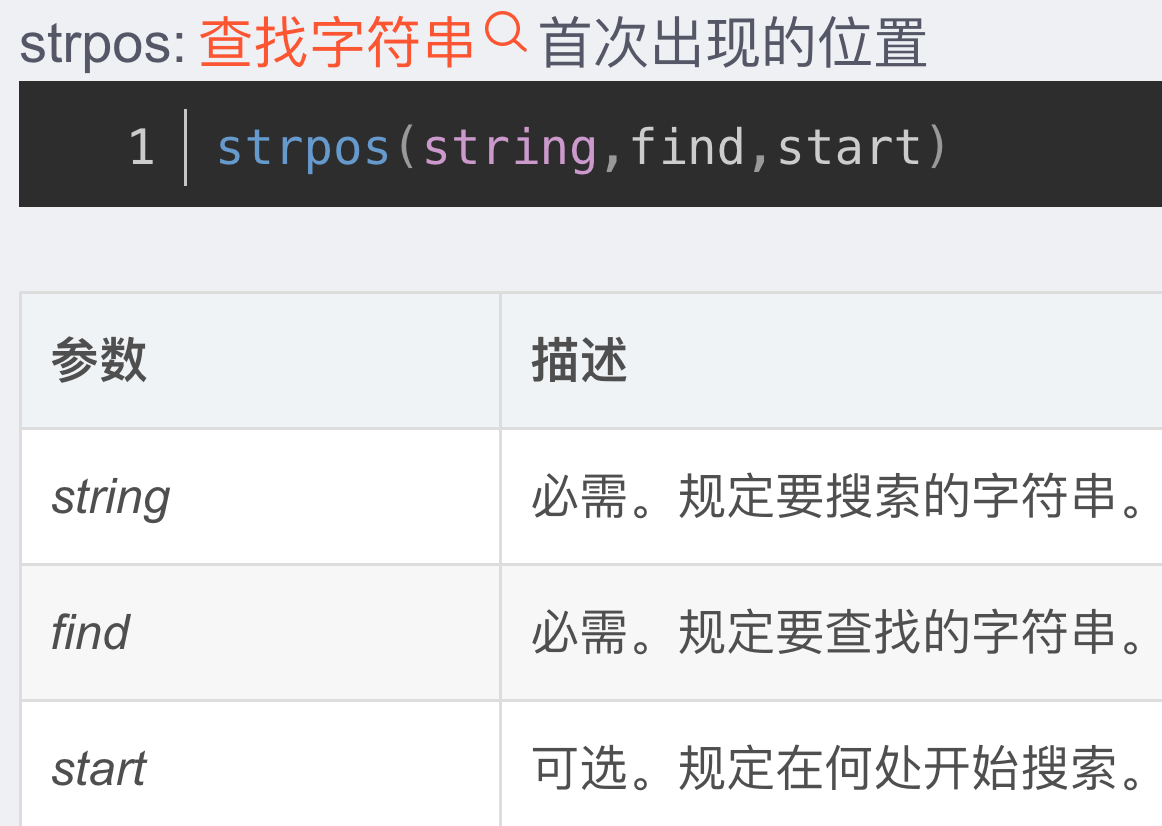 strpos: 查找字符串 首次出现的位置
1 strpos(string,find,start)
参数 描述
string 必需。规定要搜索的字符串。
find 必需。规定要查找的字符串。
start 可选。规定在何处开始搜索。